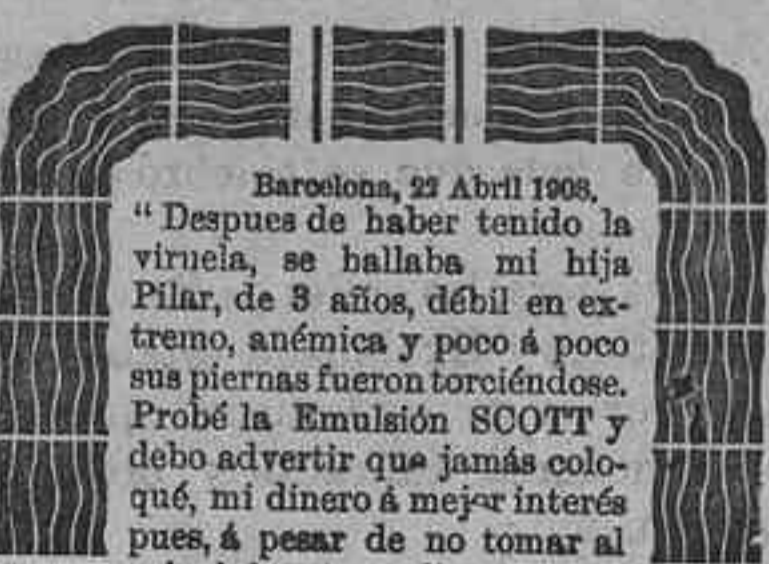 Barcelona, 22 Abril 1908.
“Despues de haber tenido la
viruela, se hallaba mi hija
Pilar, de 3 años, débil en ex-
tremo, anémica y poco á poco
sus piernas fueron torciéndose.
Probé la Emulsión SCOTT y
debo advertir que jamás colo-
qué, mi dinero á mejor interés
pues, á pesar de no tomar al